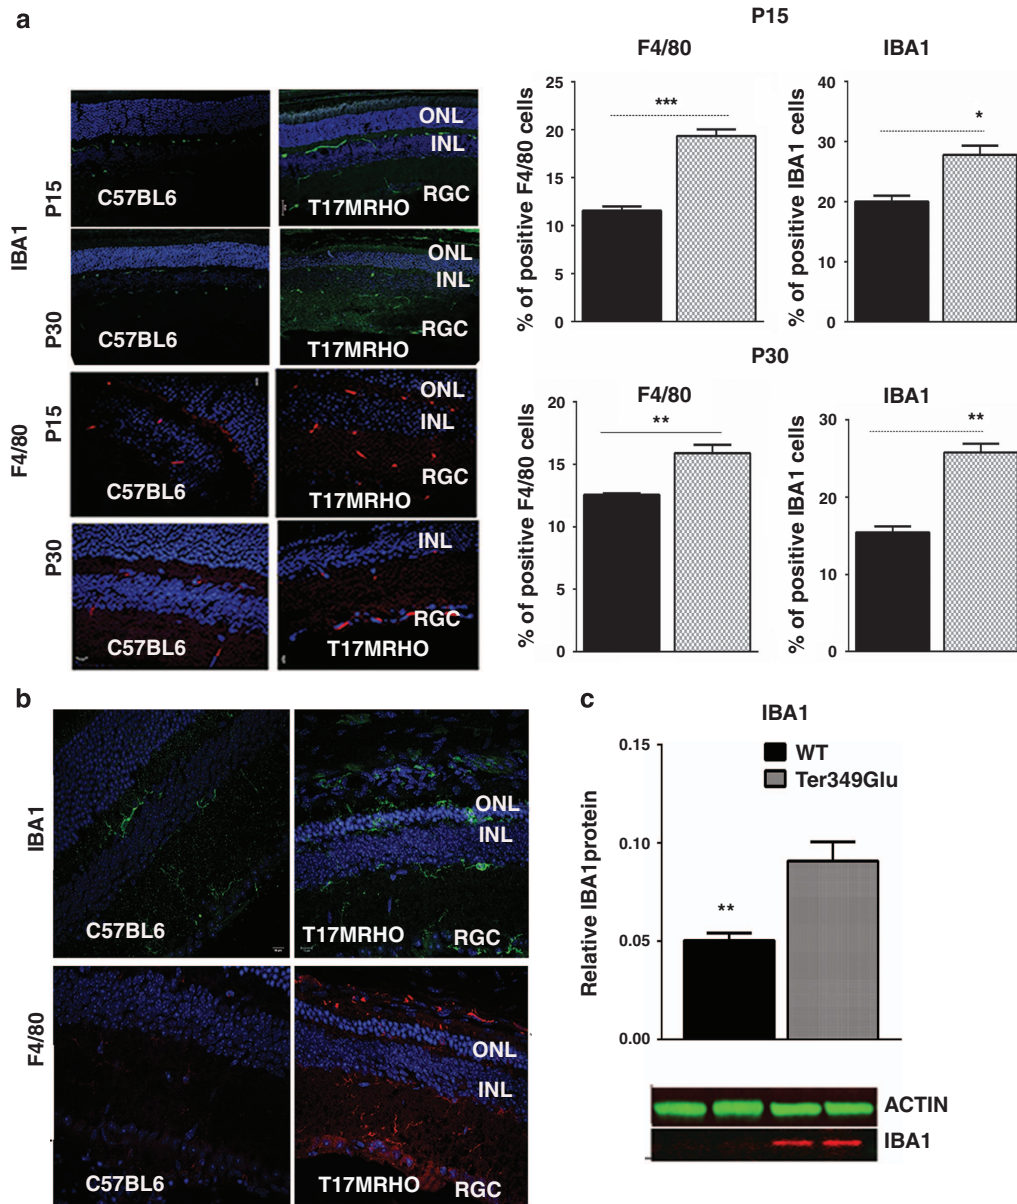 a
P15
F4/80
IBA1
IBA1
P15
C57BL6
ONL
INL
RGC
T17MRHO
P30
C57BL6
ONL
INL
RGC
T17MRHO
F4/80
P15
C57BL6
ONL
INL
RGC
T17MRHO
P30
C57BL6
INL
RGC
T17MRHO
% of positive F4/80 cells
25
20
15
10
5
0
***
% of positive IBA1 cells
40
30
20
10
0
*
P30
F4/80
IBA1
% of positive F4/80 cells
20
15
10
5
0
**
% of positive IBA1 cells
30
20
10
0
**
b
IBA1
C57BL6
ONL
INL
T17MRHO
RGC
F4/80
C57BL6
ONL
INL
T17MRHO
RGC
c
IBA1
WT
Ter349Glu
Relative IBA1protein
0.15
0.10
0.05
0.00
**
ACTIN
IBA1